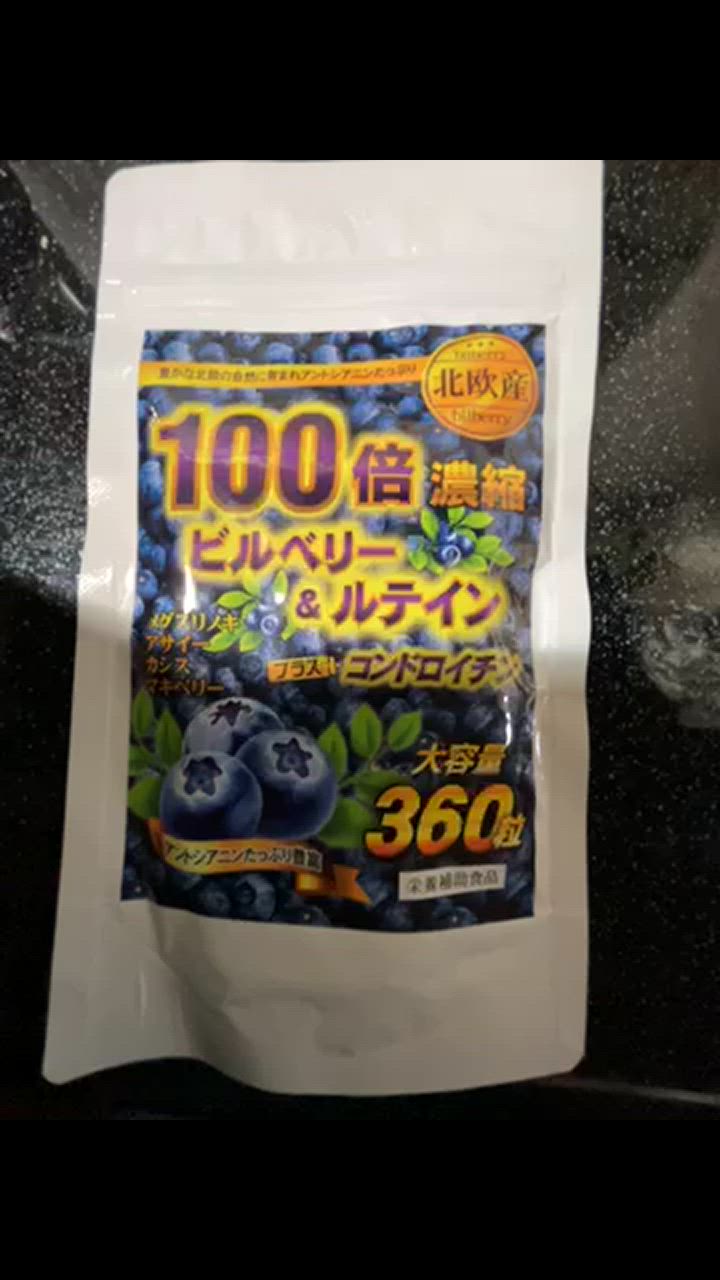 豊かな北欧の自然に育まれアントシアニンたっぷり
bilberry
北欧産
bilberry
100倍 濃縮
ビルベリー
& ルテイン
メグスリノキ
アサイー
カシス
マキベリー
プラス+ コンドロイチン
大容量
360粒
アントシアニンたっぷり豊富
栄養補助食品